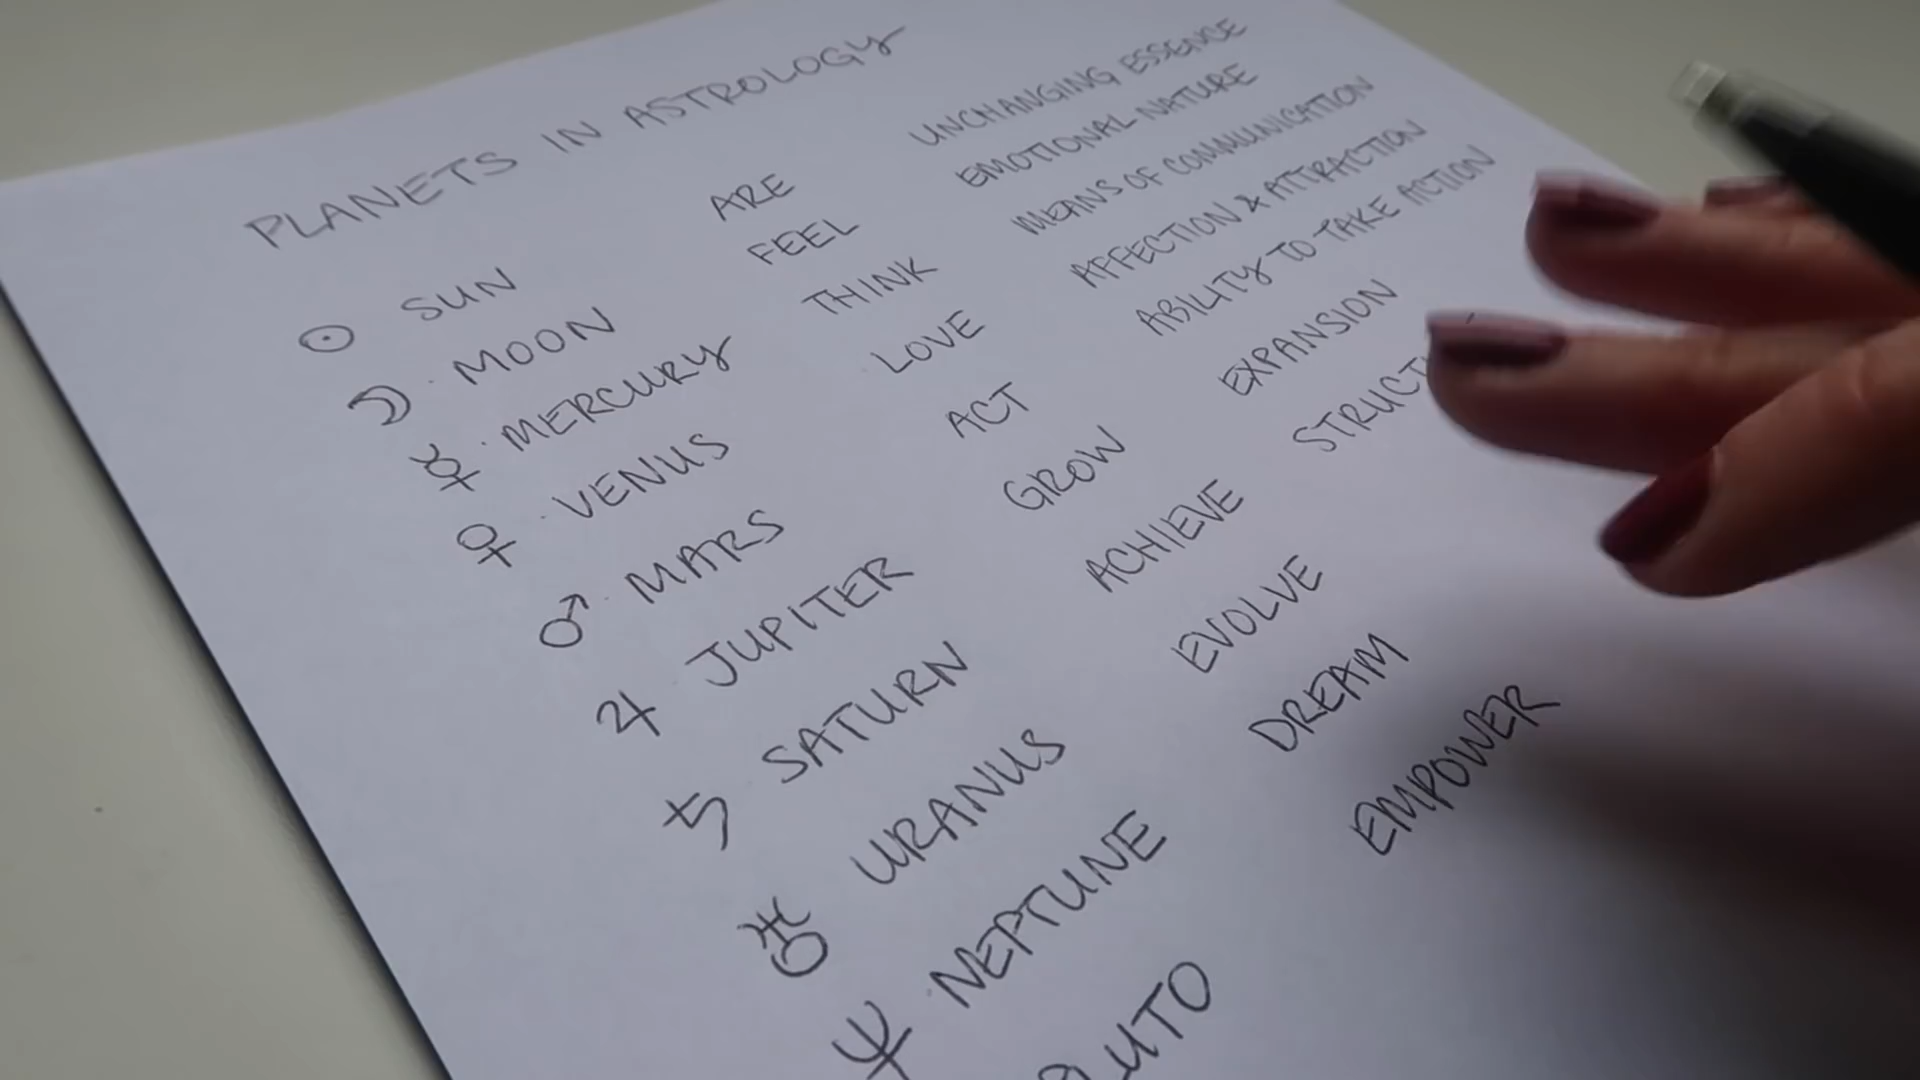 PLANETS IN ASTROLOGY
☉ SUN ARE UNCHANGING ESSENCE
☽ · MOON FEEL EMOTIONAL NATURE
☿ · MERCURY THINK MEANS OF COMMUNICATION
♀ · VENUS LOVE AFFECTION & ATTRACTION
♂ · MARS ACT ABILITY TO TAKE ACTION
♃ JUPITER GROW EXPANSION
♄ SATURN ACHIEVE
♅ URANUS EVOLVE
♆ · NEPTUNE DREAM
EMPOWER